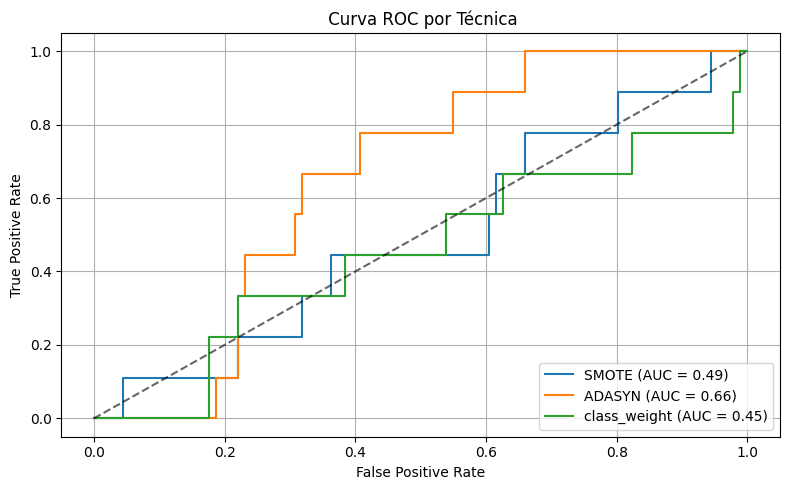 Curva ROC por Técnica
True Positive Rate
1.0
0.8
0.6
0.4
0.2
0.0
0.0 0.2 0.4 0.6 0.8 1.0
False Positive Rate
SMOTE (AUC = 0.49)
ADASYN (AUC = 0.66)
class_weight (AUC = 0.45)